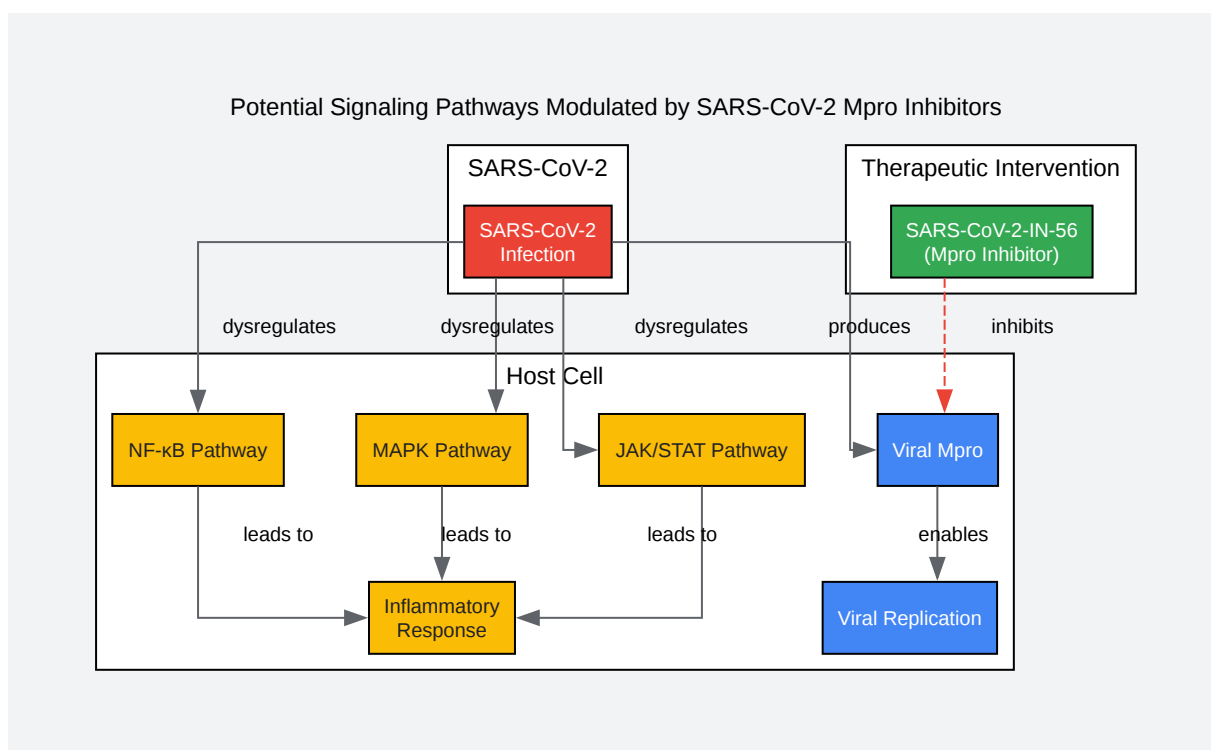 Potential Signaling Pathways Modulated by SARS-CoV-2 Mpro Inhibitors
SARS-CoV-2
Therapeutic Intervention
SARS-CoV-2
Infection
SARS-CoV-2-IN-56
(Mpro Inhibitor)
dysregulates
dysregulates
dysregulates
produces
inhibits
Host Cell
NF-κB Pathway
MAPK Pathway
JAK/STAT Pathway
Viral Mpro
leads to
leads to
leads to
enables
Inflammatory
Response
Viral Replication